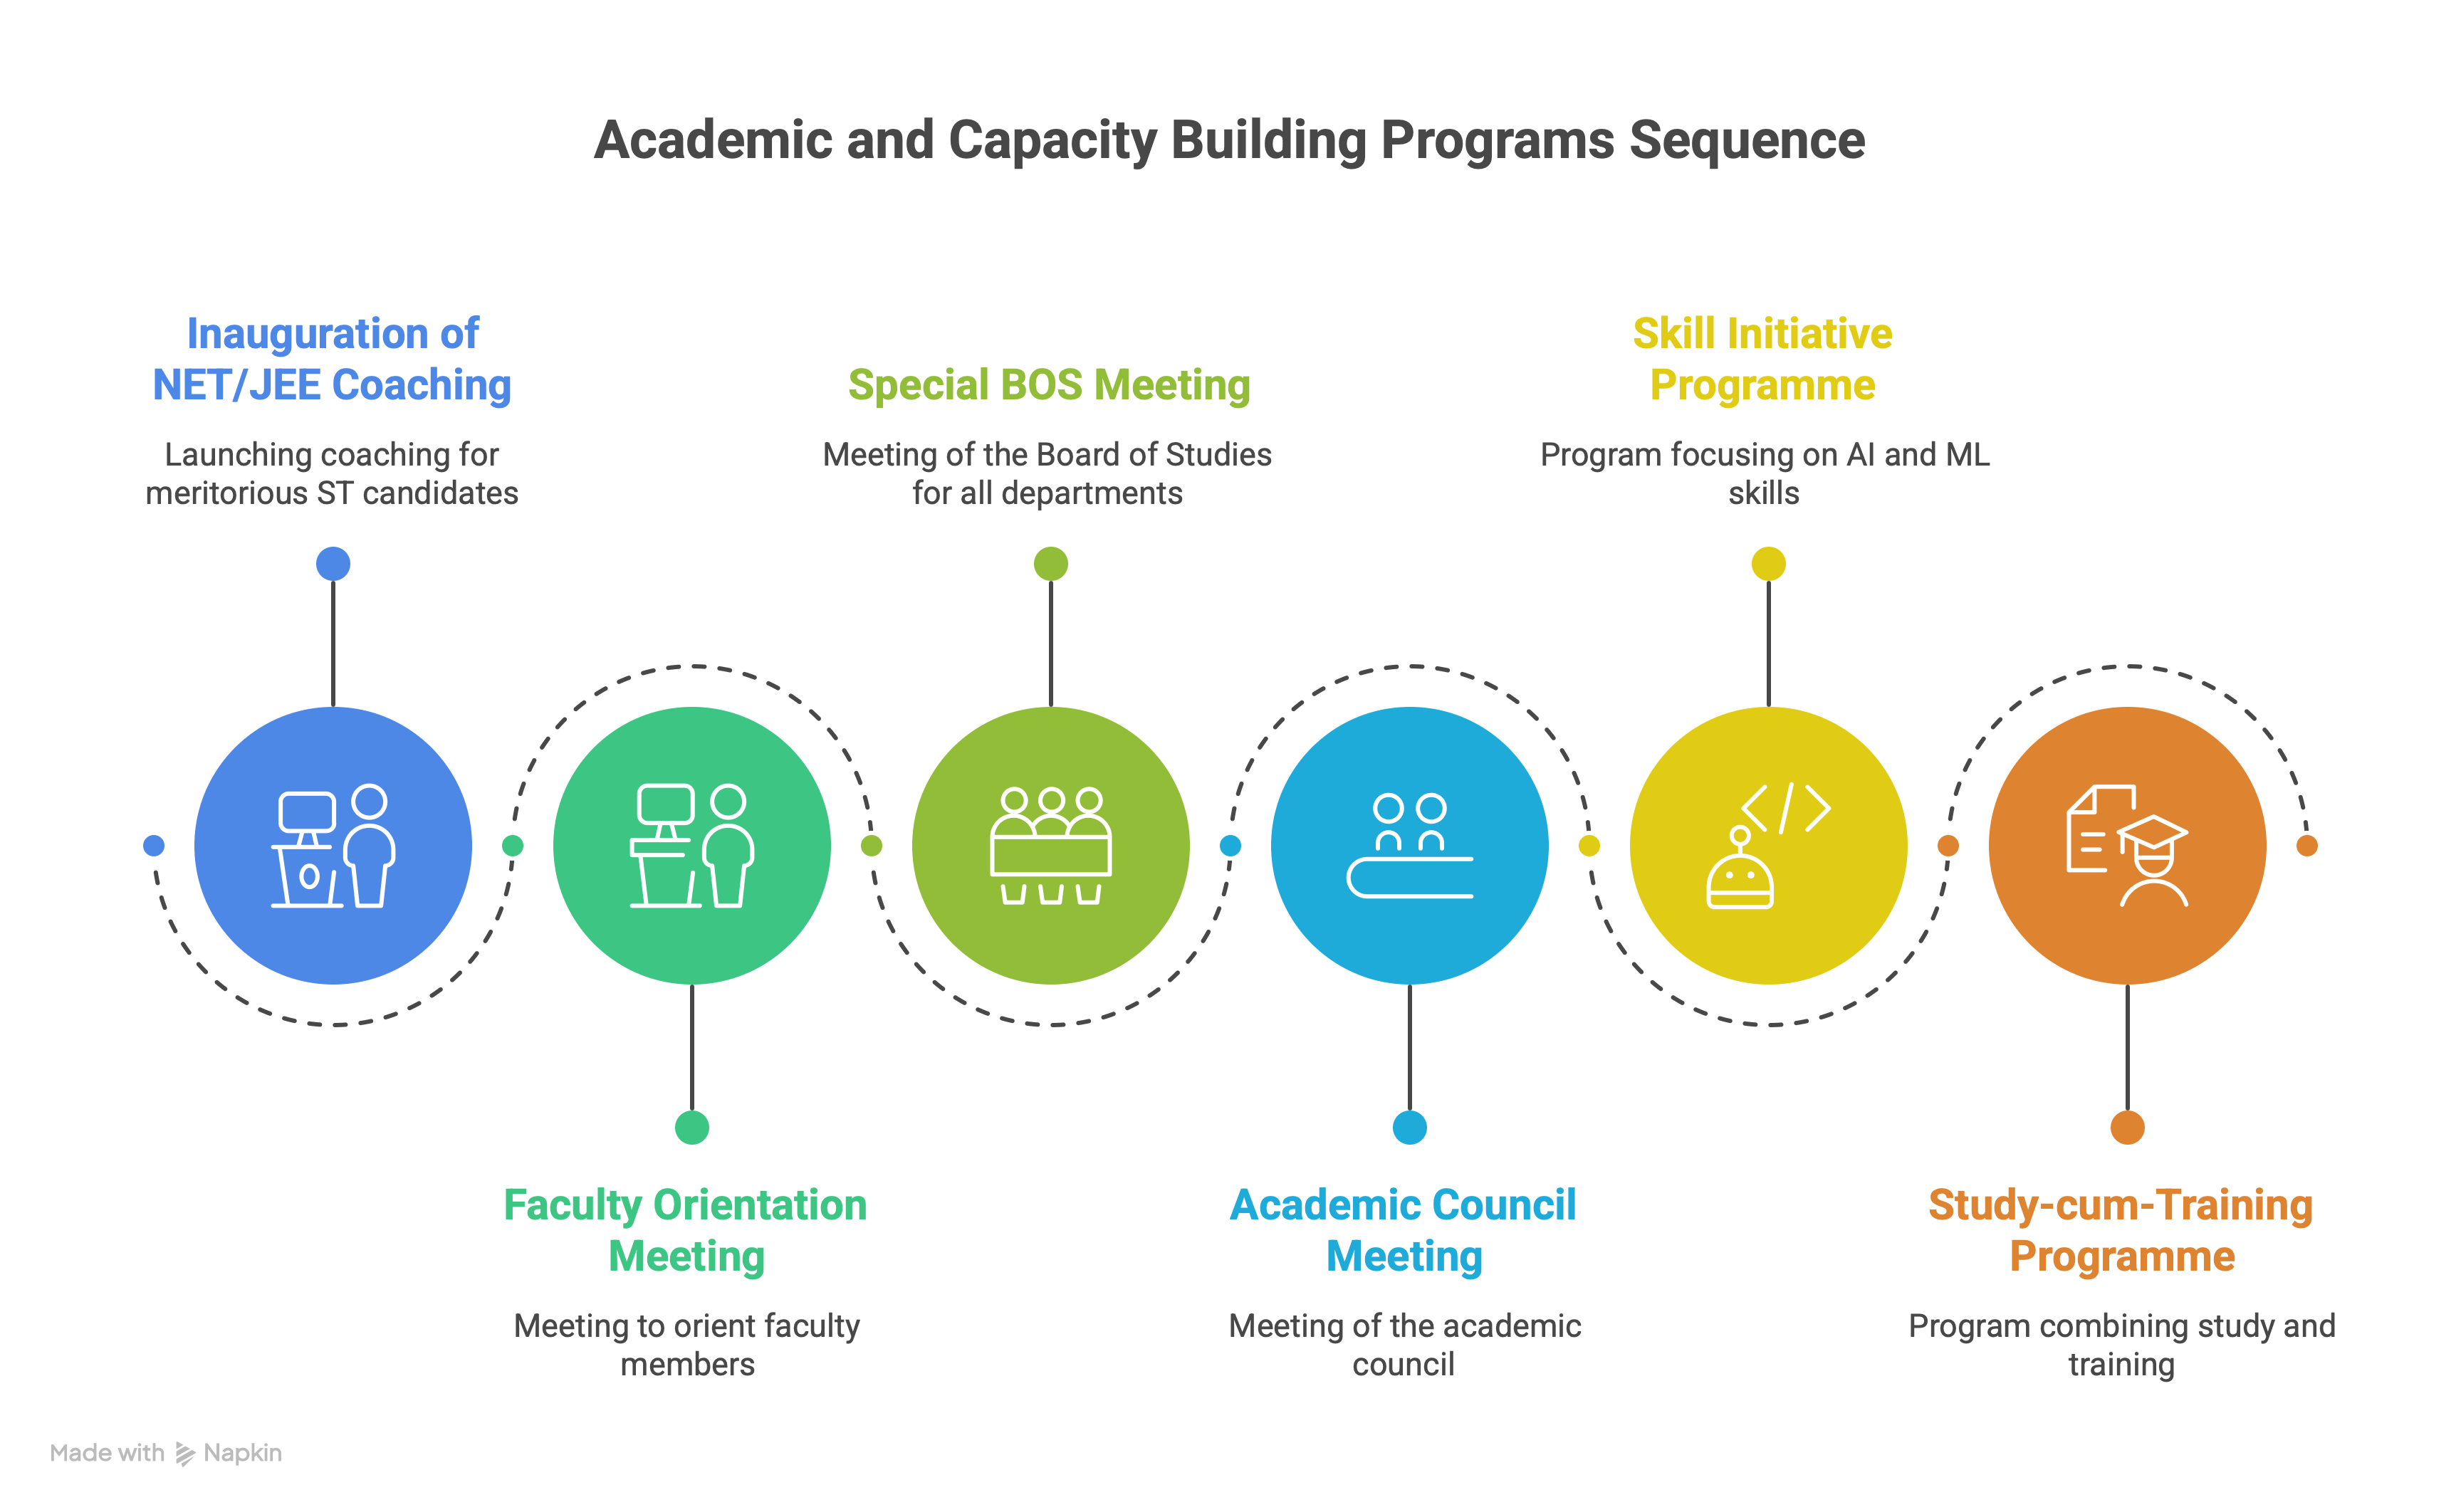 Academic and Capacity Building Programs Sequence
Inauguration of
NET/JEE Coaching
Launching coaching for
meritorious ST candidates
Special BOS Meeting
Meeting of the Board of Studies
for all departments
Skill Initiative
Programme
Program focusing on AI and ML
skills
Faculty Orientation
Meeting
Meeting to orient faculty
members
Academic Council
Meeting
Meeting of the academic
council
Study-cum-Training
Programme
Program combining study and
training
Made with Napkin